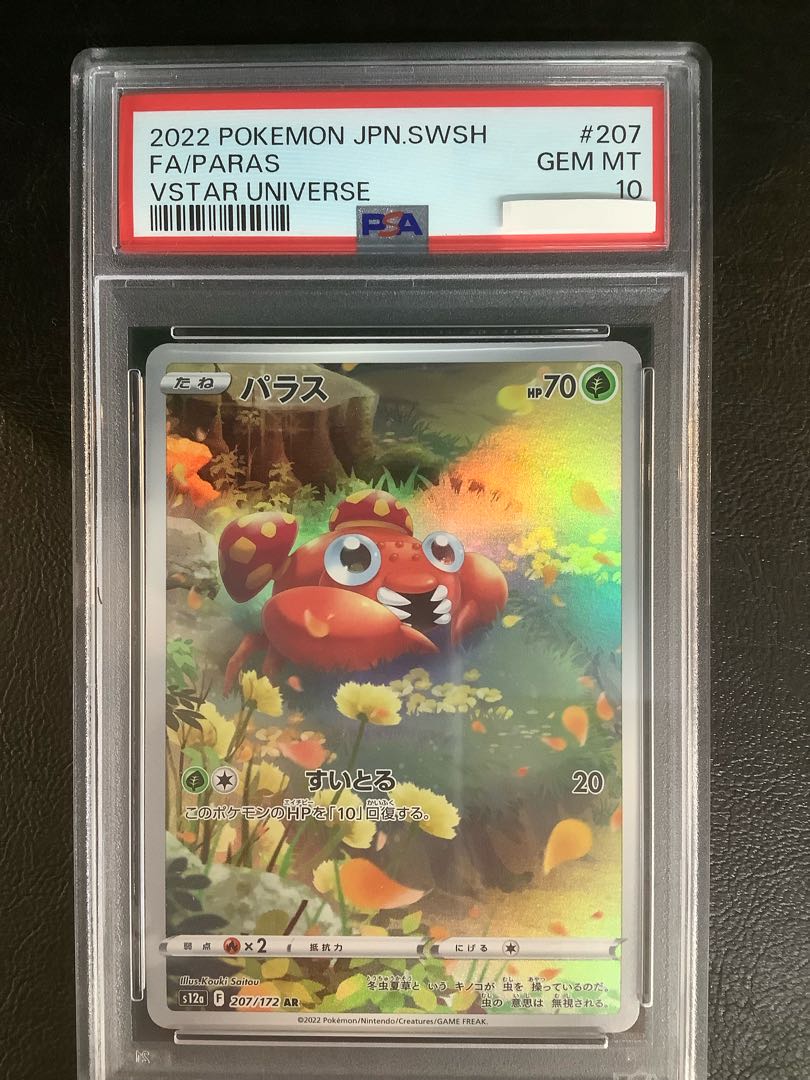 2022 POKEMON JPN.SWSH #207
FA/PARAS GEM MT
VSTAR UNIVERSE 10
PSA
たね パラス HP70
すいとる 20
このポケモンのHPを「10」回復する。
弱点 ×2 抵抗力 にげる
Illus.Kouki Saitou
冬虫夏草と いう キノコが 虫を 操っているのだ。
虫の 意思は 無視される。
s12a F 207/172 AR
©2022 Pokémon/Nintendo/Creatures/GAME FREAK.